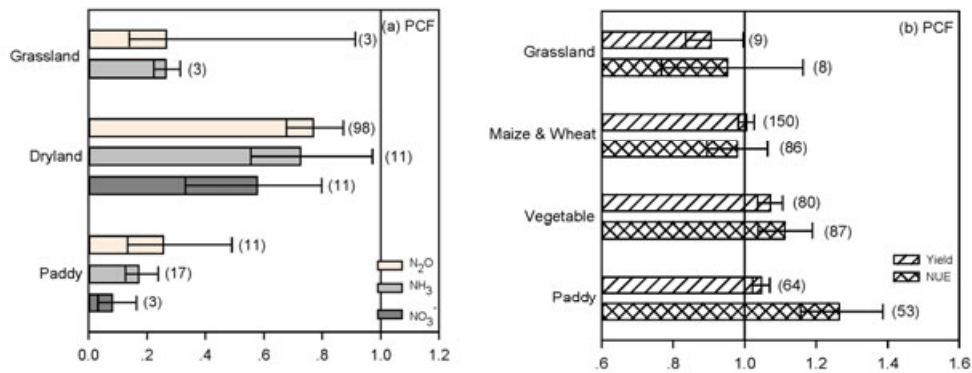 (a) PCF
Grassland
(3)
(3)
Dryland
(98)
(11)
(11)
Paddy
(11)
(17)
(3)
N₂O
NH₃
NO₃⁻
0.0 .2 .4 .6 .8 1.0 1.2
(b) PCF
Grassland
(9)
(8)
Maize & Wheat
(150)
(86)
Vegetable
(80)
(87)
Paddy
(64)
(53)
Yield
NUE
.6 .8 1.0 1.2 1.4 1.6